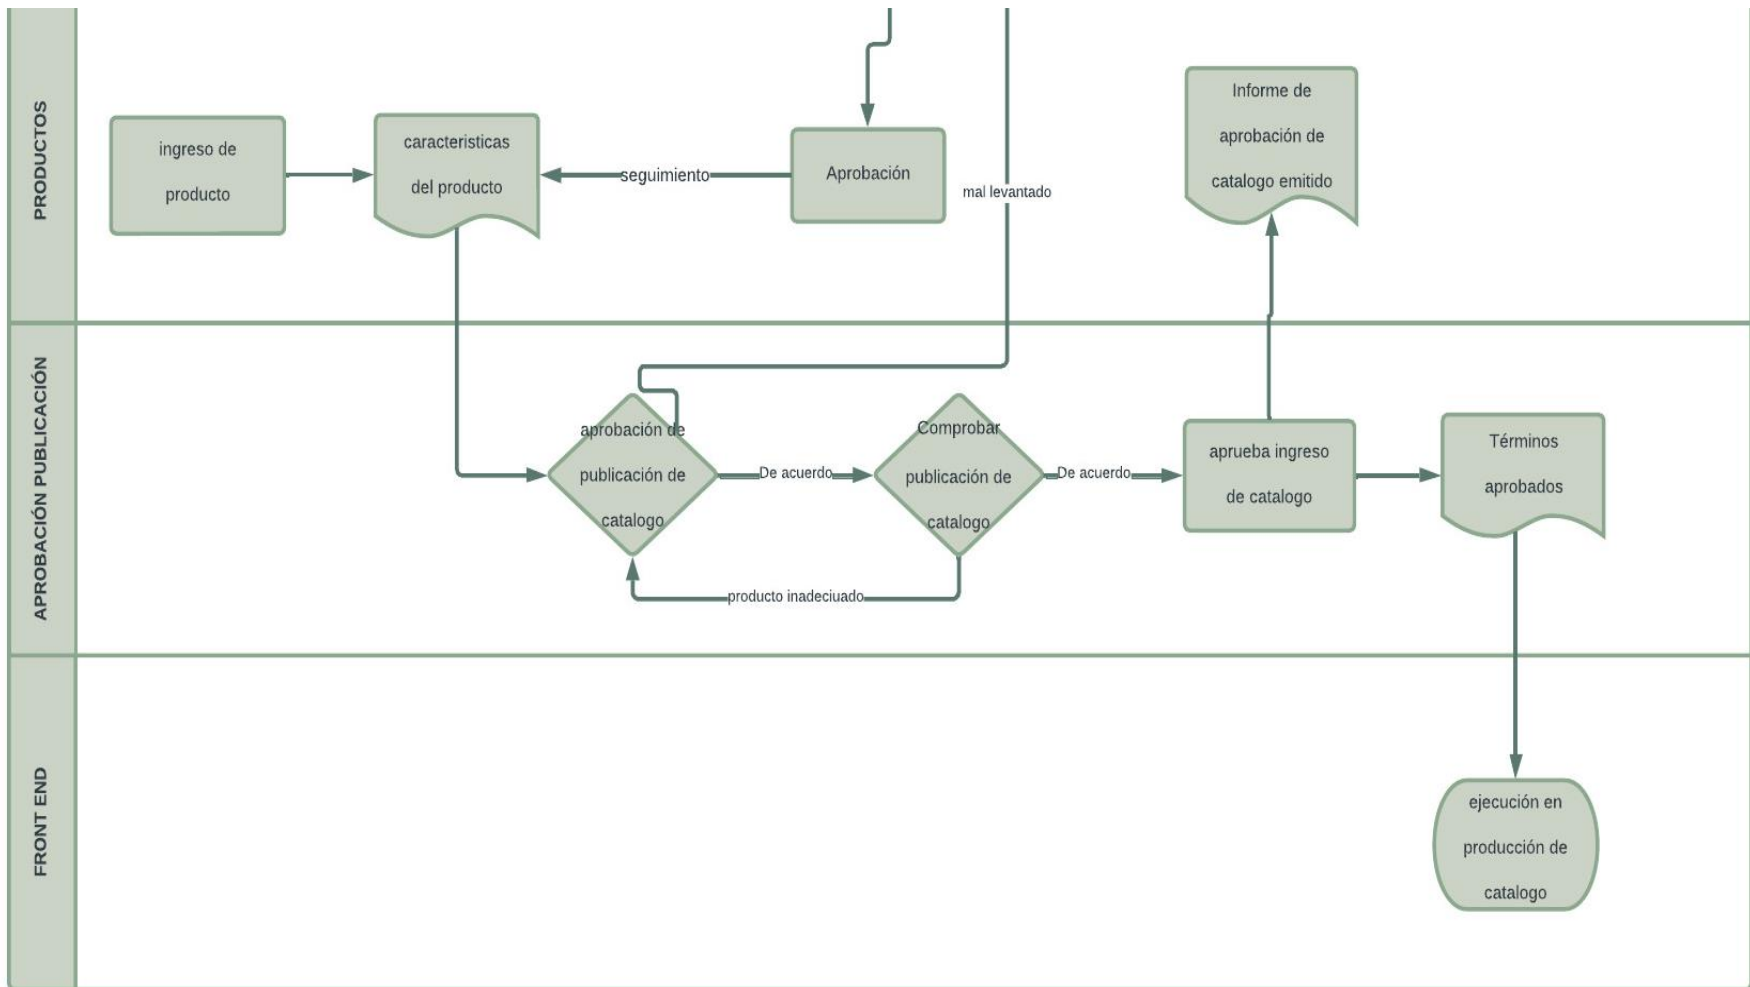 PRODUCTOS
ingreso de
producto
caracteristicas
del producto
seguimiento
Aprobación
mal levantado
Informe de
aprobación de
catalogo emitido
APROBACIÓN PUBLICACIÓN
aprobación de
publicación de
catalogo
De acuerdo
Comprobar
publicación de
catalogo
De acuerdo
aprueba ingreso
de catalogo
Términos
aprobados
producto inadeciuado
FRONT END
ejecución en
producción de
catalogo